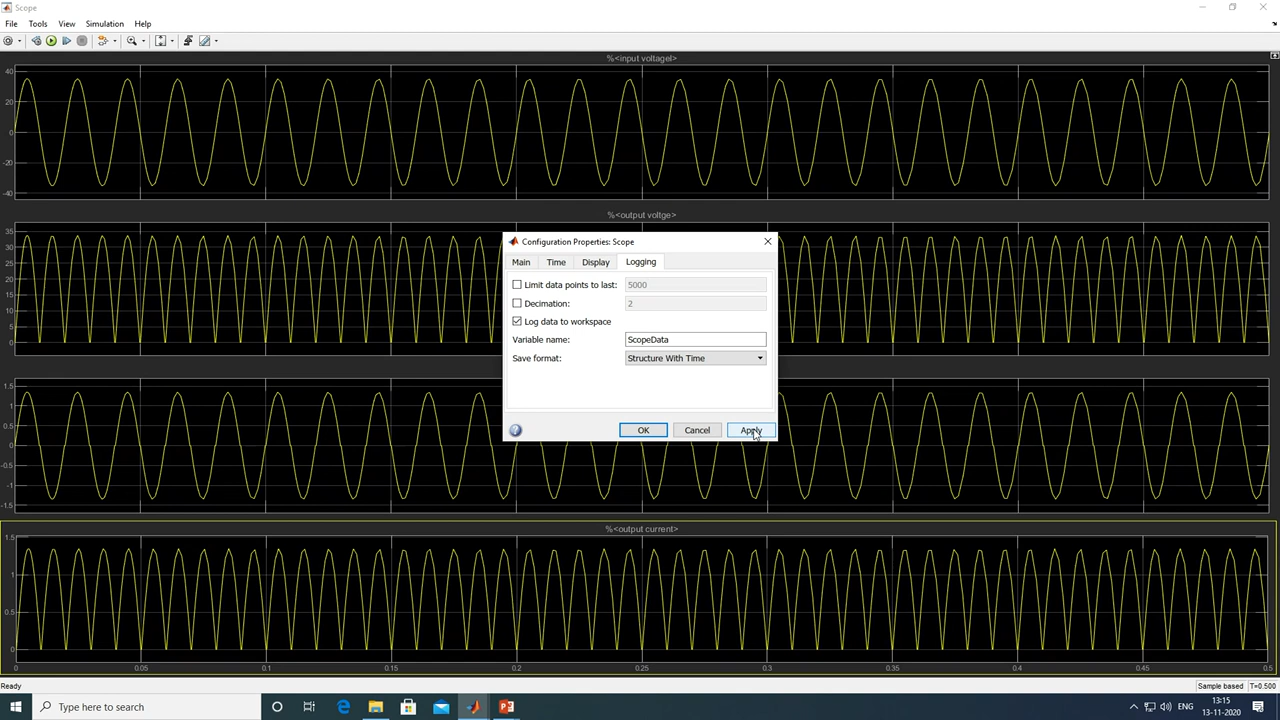 Scope
File Tools View Simulation Help
%<input voltagel>
40
20
0
-20
-40
%<output voltge>
35
30
25
20
15
10
5
0
Configuration Properties: Scope
Main Time Display Logging
Limit data points to last: 5000
Decimation: 2
Log data to workspace
Variable name: ScopeData
Save format: Structure With Time
OK Cancel Apply
1.5
1
0.5
0
-0.5
-1
-1.5
%<output current>
1.5
1
0.5
0
0 0.05 0.1 0.15 0.2 0.25 0.3 0.35 0.4 0.45 0.5
Ready Sample based T=0.500
Type here to search ENG 13:15
13-11-2020